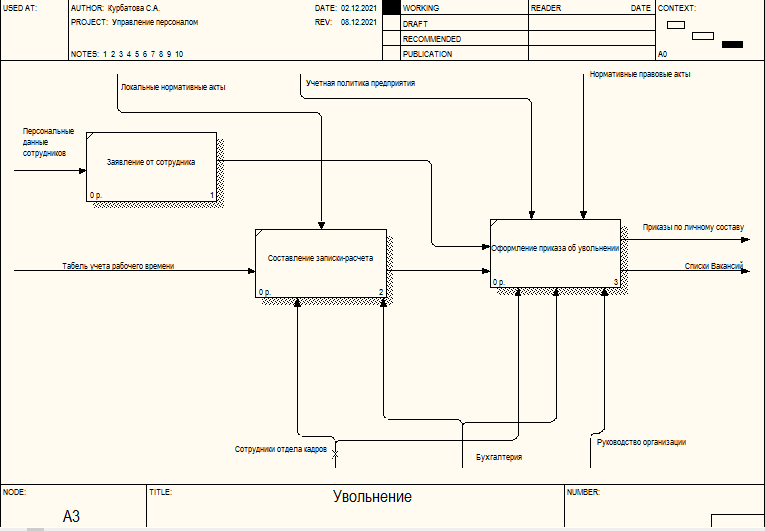 USED AT:
AUTHOR: Курбатова С.А.
DATE: 02.12.2021
WORKING
READER
DATE
CONTEXT:
PROJECT: Управление персоналом
REV: 08.12.2021
DRAFT
RECOMMENDED
NOTES: 1 2 3 4 5 6 7 8 9 10
PUBLICATION
A0
Локальные нормативные акты
Учетная политика предприятия
Нормативные правовые акты
Персональные
данные
сотрудников
Заявление от сотрудника
0 р.
1
Приказы по личному составу
Оформление приказа об увольнении
Составление записки-расчета
Табель учета рабочего времени
Списки Вакансий
0 р.
3
0 р.
2
Руководство организации
Сотрудники отдела кадров
Бухгалтерия
NODE:
TITLE:
NUMBER:
Увольнение
A3